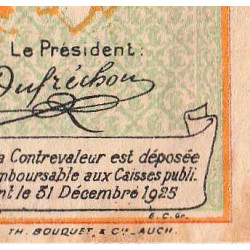 Le Président:
Dufréchou
a Contrevaleur est déposée
mboursable aux Caisses publi.
nt le 31 Décembre 1925
E.C. Gr.
TH. BOUQUET, & Cie-AUCH.